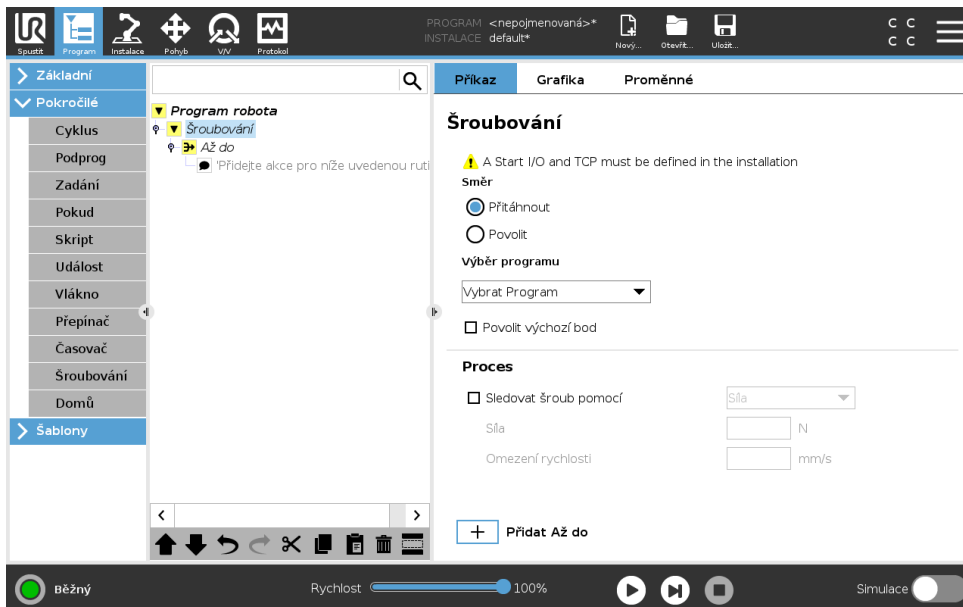 PROGRAM <nepojmenovaná>*
INSTALACE default*
Spustit Program Instalace Pohyb V/V Protokol Nový... Otevřít... Uložit...
C C
C C
Základní
Pokročilé
Cyklus
Podprog
Zadání
Pokud
Skript
Událost
Vlákno
Přepínač
Časovač
Šroubování
Domů
Šablony
Program robota
Šroubování
Až do
'Přidejte akce pro níže uvedenou ruti
Příkaz Grafika Proměnné
Šroubování
A Start I/O and TCP must be defined in the installation
Směr
Přitáhnout
Povolit
Výběr programu
Vybrat Program
Povolit výchozí bod
Proces
Sledovat šroub pomocí Síla
Síla N
Omezení rychlosti mm/s
Přidat Až do
Běžný Rychlost 100% Simulace